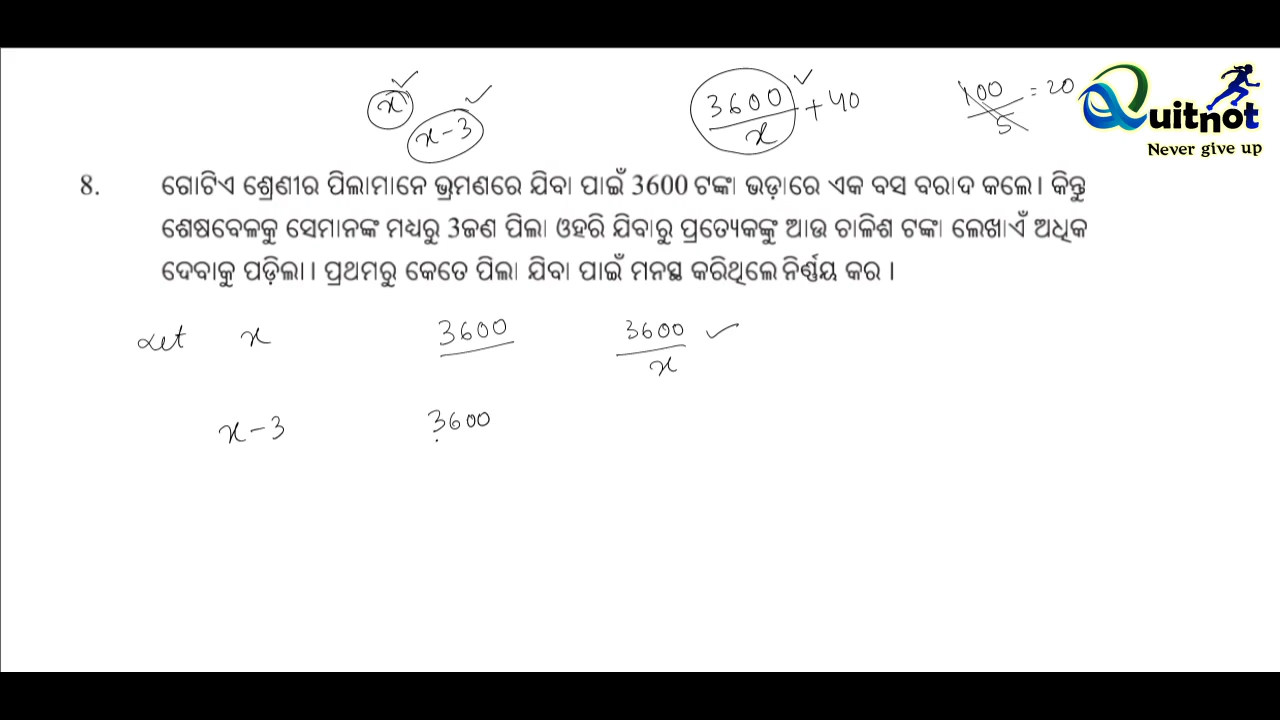 x
x-3
3600/x + 40
100/5 = 20
Quitnot
Never give up
8. ଗୋଟିଏ ଶ୍ରେଣୀର ପିଲାମାନେ ଭ୍ରମଣରେ ଯିବା ପାଇଁ 3600 ଟଙ୍କା ଭଡ଼ାରେ ଏକ ବସ ବରାଦ କଲେ। କିନ୍ତୁ
ଶେଷବେଳକୁ ସେମାନଙ୍କ ମଧ୍ୟରୁ 3ଜଣ ପିଲା ଓହରି ଯିବାରୁ ପ୍ରତ୍ୟେକଙ୍କୁ ଆଉ ଚାଳିଶ ଟଙ୍କା ଲେଖାଏଁ ଅଧିକ
ଦେବାକୁ ପଡ଼ିଲା। ପ୍ରଥମରୁ କେତେ ପିଲା ଯିବା ପାଇଁ ମନସ୍ଥ କରିଥିଲେ ନିର୍ଣ୍ଣୟ କର ।
Let x 3600 3600/x
x-3 3600